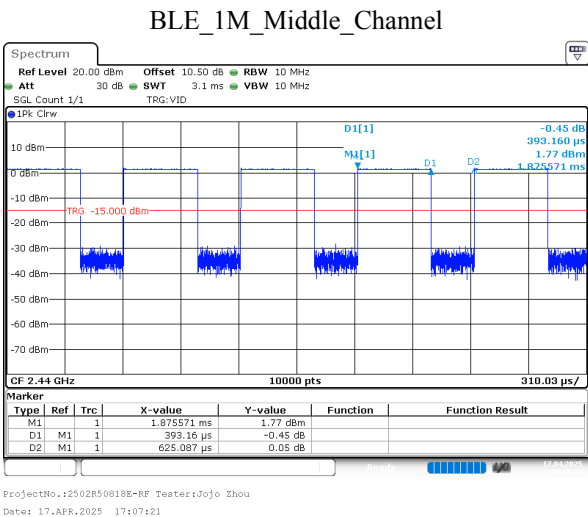 BLE_1M_Middle_Channel
Spectrum
Ref Level 20.00 dBm Offset 10.50 dB RBW 10 MHz
Att 30 dB SWT 3.1 ms VBW 10 MHz
SGL Count 1/1 TRG:VID
1Pk Clrw
D1[1] -0.45 dB
393.160 µs
10 dBm
M1[1] 1.77 dBm
1.875571 ms
D1 D2
0 dBm
-10 dBm
TRG -15.000 dBm
-20 dBm
-30 dBm
-40 dBm
-50 dBm
-60 dBm
-70 dBm
CF 2.44 GHz 10000 pts 310.03 µs/
Marker
Type Ref Trc X-value Y-value Function Function Result
M1 1 1.875571 ms 1.77 dBm
D1 M1 1 393.16 µs -0.45 dB
D2 M1 1 625.087 µs 0.05 dB
Ready 17.04.2025
ProjectNo.:2502R50818E-RF Tester:Jojo Zhou
Date: 17.APR.2025 17:07:21